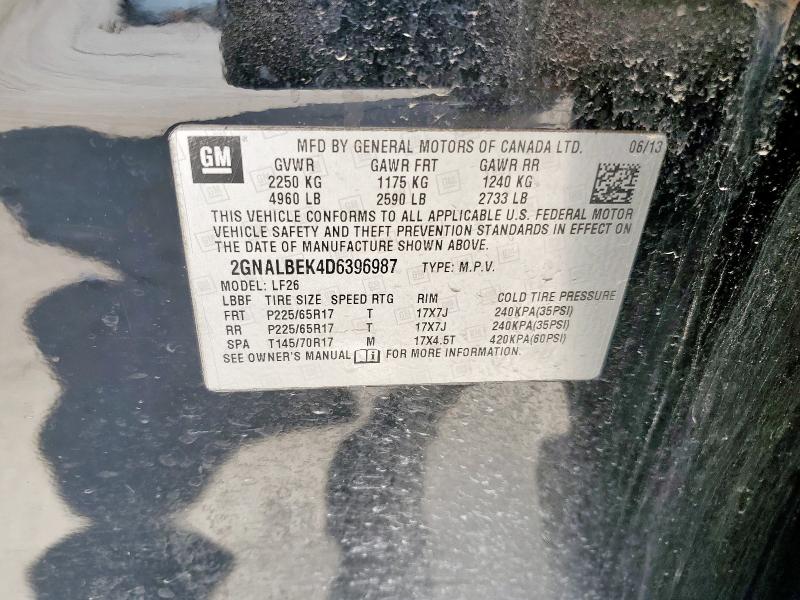 GM MFD BY GENERAL MOTORS OF CANADA LTD. 06/13
GVWR GAWR FRT GAWR RR
2250 KG 1175 KG 1240 KG
4960 LB 2590 LB 2733 LB
THIS VEHICLE CONFORMS TO ALL APPLICABLE U.S. FEDERAL MOTOR
VEHICLE SAFETY AND THEFT PREVENTION STANDARDS IN EFFECT ON
THE DATE OF MANUFACTURE SHOWN ABOVE.
2GNALBEK4D6396987 TYPE: M.P.V.
MODEL: LF26
LBBF TIRE SIZE SPEED RTG RIM COLD TIRE PRESSURE
FRT P225/65R17 T 17X7J 240KPA(35PSI)
RR P225/65R17 T 17X7J 240KPA(35PSI)
SPA T145/70R17 M 17X4.5T 420KPA(60PSI)
SEE OWNER'S MANUAL FOR MORE INFORMATION.